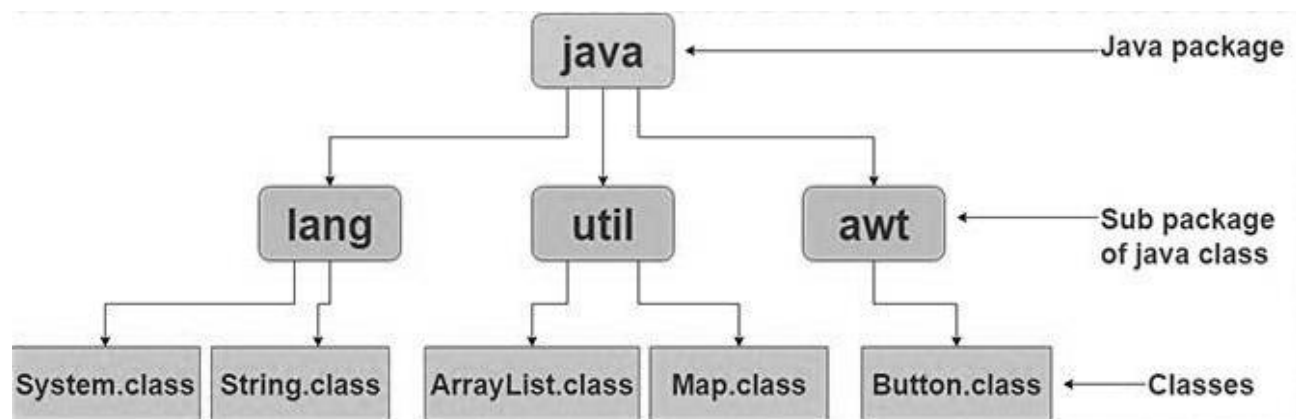 java
Java package
lang
util
awt
Sub package
of java class
System.class
String.class
ArrayList.class
Map.class
Button.class
Classes